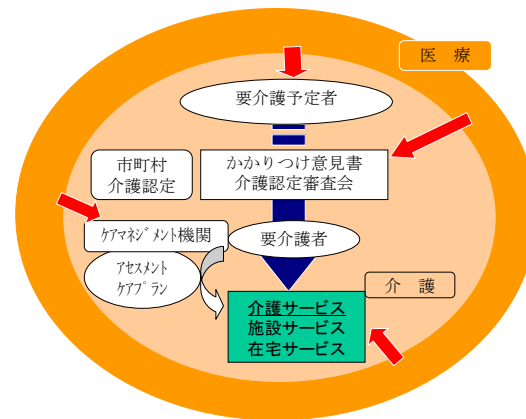 医 療
要介護予定者
市町村
介護認定
かかりつけ意見書
介護認定審査会
ｹｱﾏﾈｼﾞﾒﾝﾄ機関
要介護者
ｱｾｽﾒﾝﾄ
ｹｱﾌﾟﾗﾝ
介 護
介護サービス
施設サービス
在宅サービス